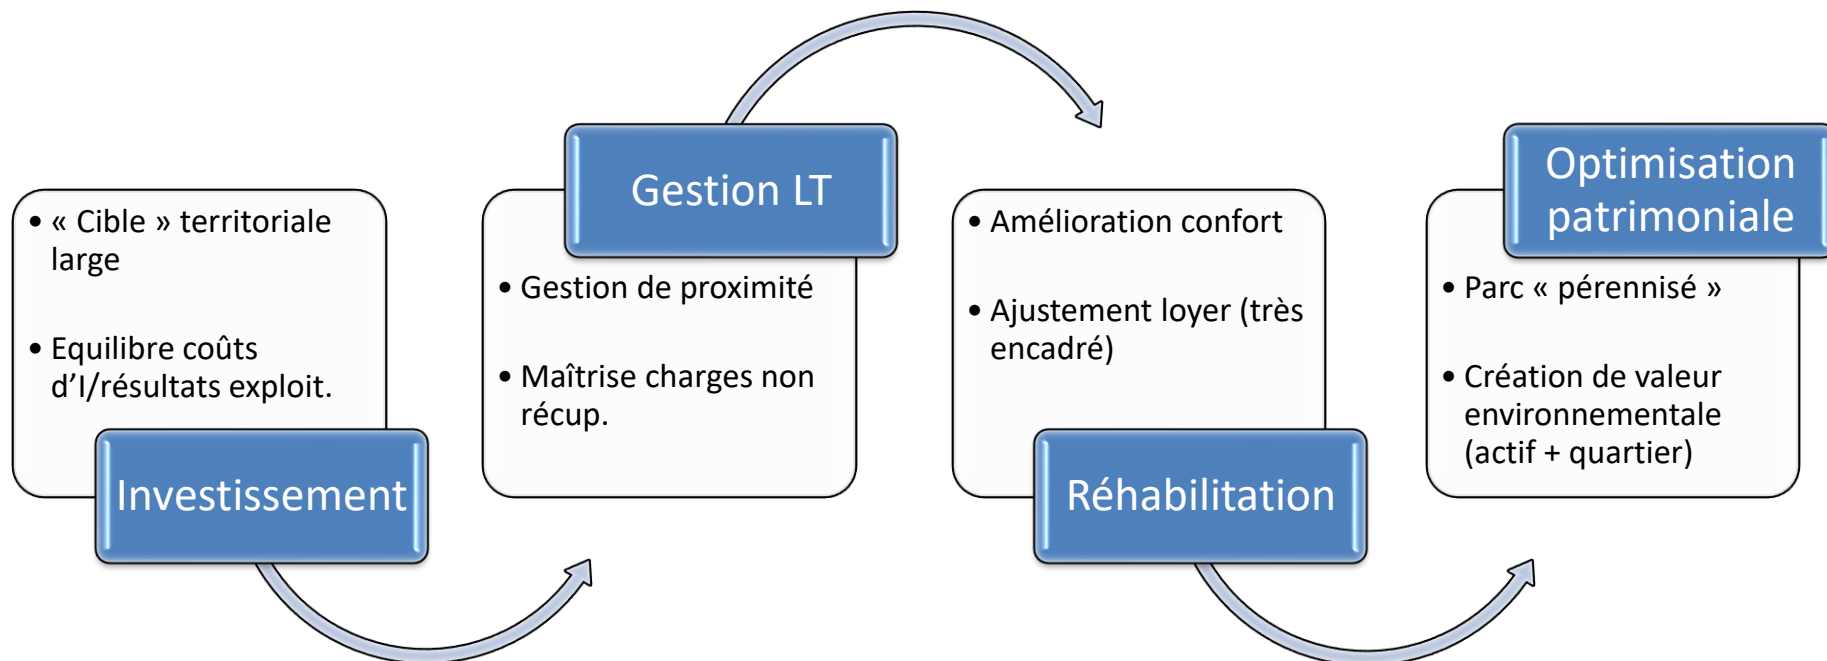 • « Cible » territoriale
large
• Equilibre coûts
d’I/résultats exploit.
Investissement
Gestion LT
• Gestion de proximité
• Maîtrise charges non
récup.
• Amélioration confort
• Ajustement loyer (très
encadré)
Réhabilitation
Optimisation
patrimoniale
• Parc « pérennisé »
• Création de valeur
environnementale
(actif + quartier)